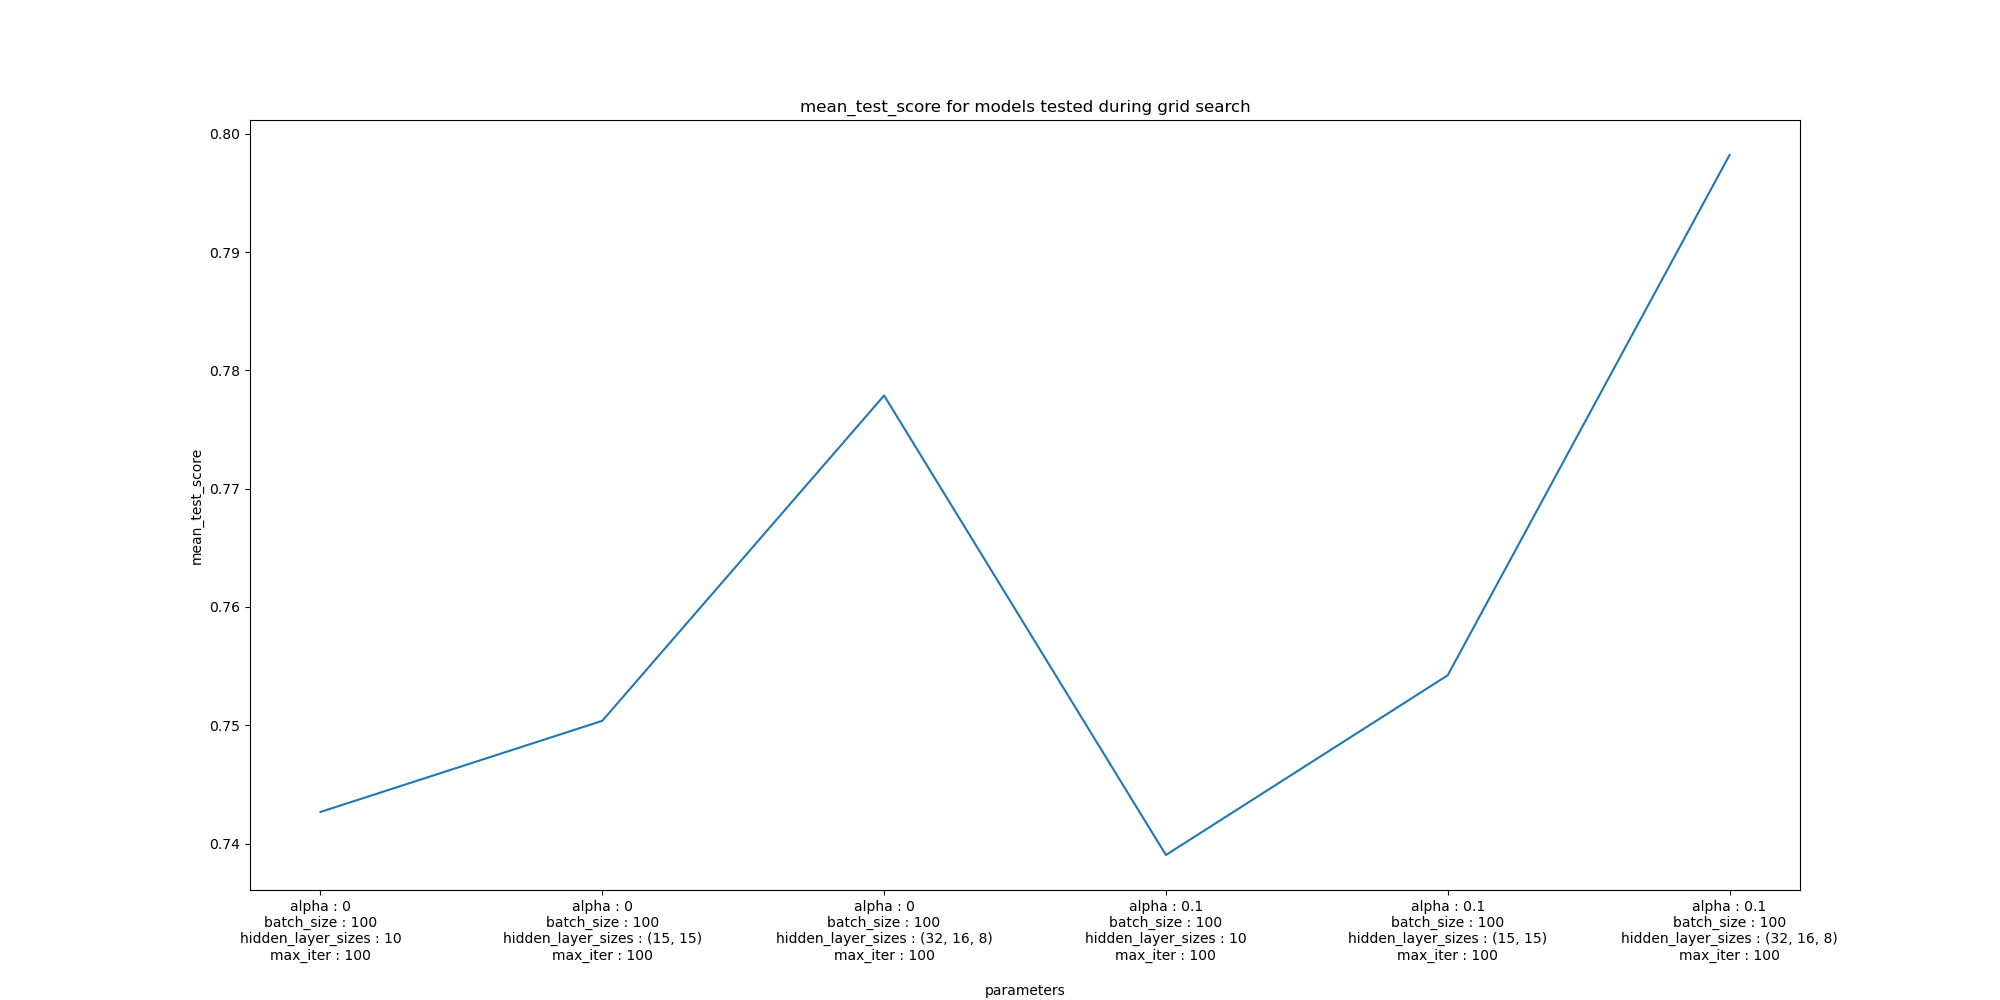 mean_test_score for models tested during grid search
0.80
0.79
0.78
0.77
0.76
0.75
0.74
mean_test_score
alpha : 0
batch_size : 100
hidden_layer_sizes : 10
max_iter : 100
alpha : 0
batch_size : 100
hidden_layer_sizes : (15, 15)
max_iter : 100
alpha : 0
batch_size : 100
hidden_layer_sizes : (32, 16, 8)
max_iter : 100
alpha : 0.1
batch_size : 100
hidden_layer_sizes : 10
max_iter : 100
alpha : 0.1
batch_size : 100
hidden_layer_sizes : (15, 15)
max_iter : 100
alpha : 0.1
batch_size : 100
hidden_layer_sizes : (32, 16, 8)
max_iter : 100
parameters